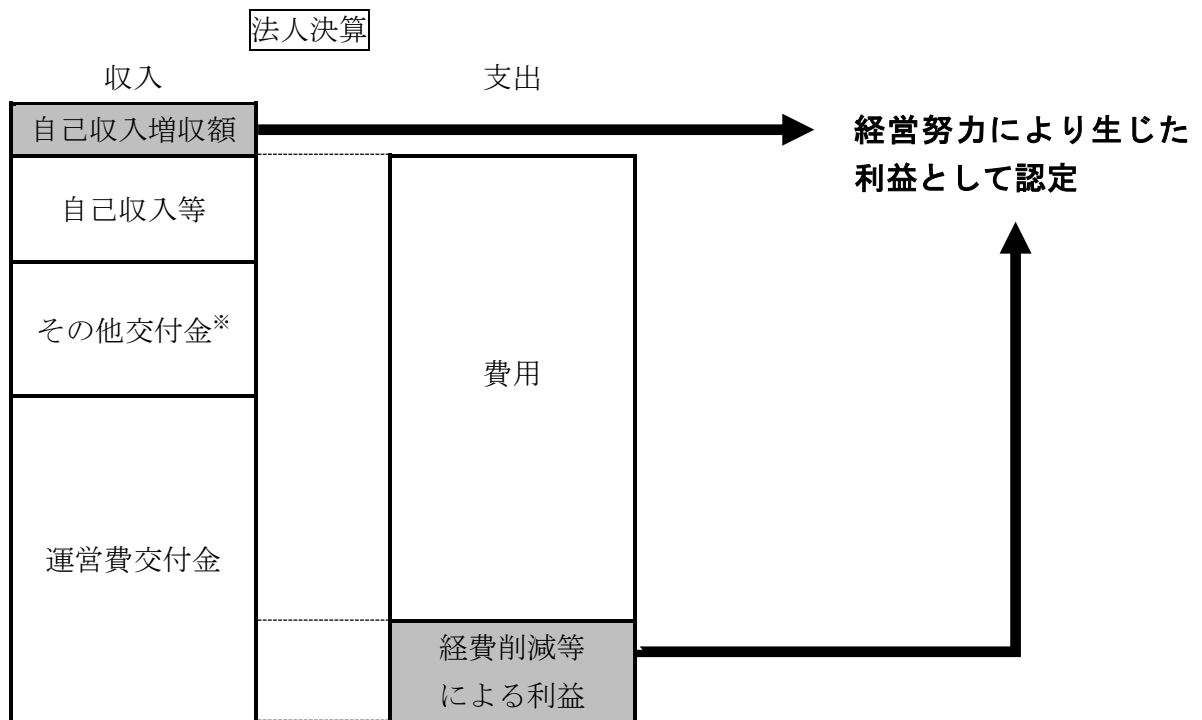 法人決算
収入
支出
自己収入増収額
経営努力により生じた
利益として認定
自己収入等
その他交付金※
費用
運営費交付金
経費削減等
による利益